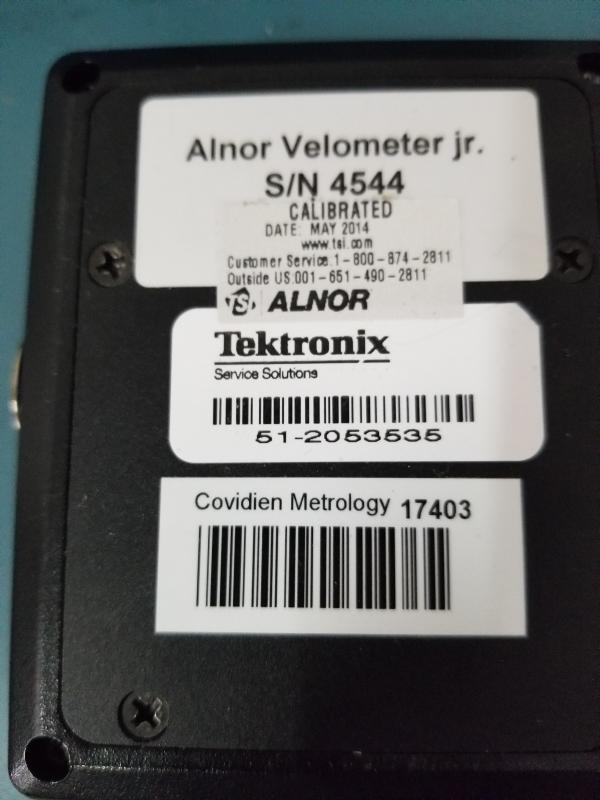 Alnor Velometer jr.
S/N 4544
CALIBRATED
DATE: MAY 2014
www.tsi.com
Customer Service:1-800-874-2811
Outside US:001-651-490-2811
TSI ALNOR
Tektronix
Service Solutions
51-2053535
Covidien Metrology 17403